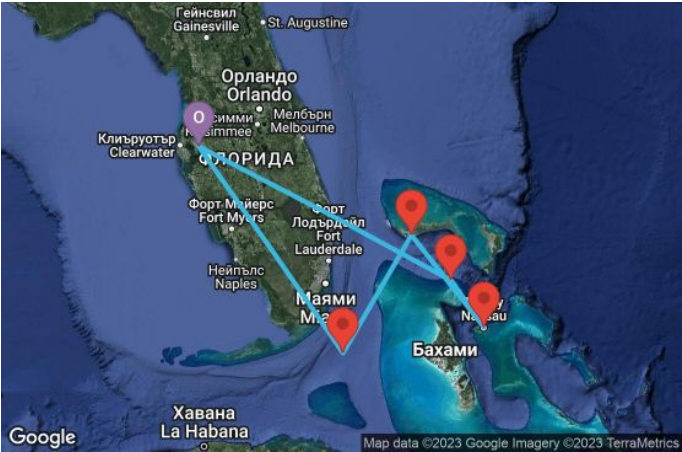 Гейнсвил
Gainesville
St. Augustine
Орландо
Orlando
Мелбърн
Melbourne
Клиъруотър
Clearwater
O
ФЛОРИДА
Форт Майерс
Fort Myers
Форт
Лодърдейл
Fort
Lauderdale
Нейпълс
Naples
Маями
Бахами
Хавана
La Habana
Google
Map data ©2023 Google Imagery ©2023 TerraMetrics